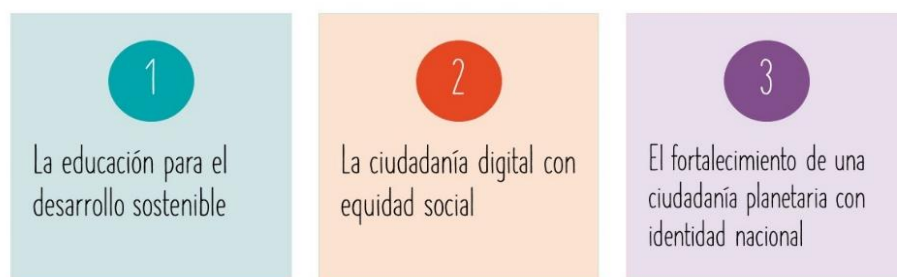 1
La educación para el
desarrollo sostenible
2
La ciudadanía digital con
equidad social
3
El fortalecimiento de una
ciudadanía planetaria con
identidad nacional